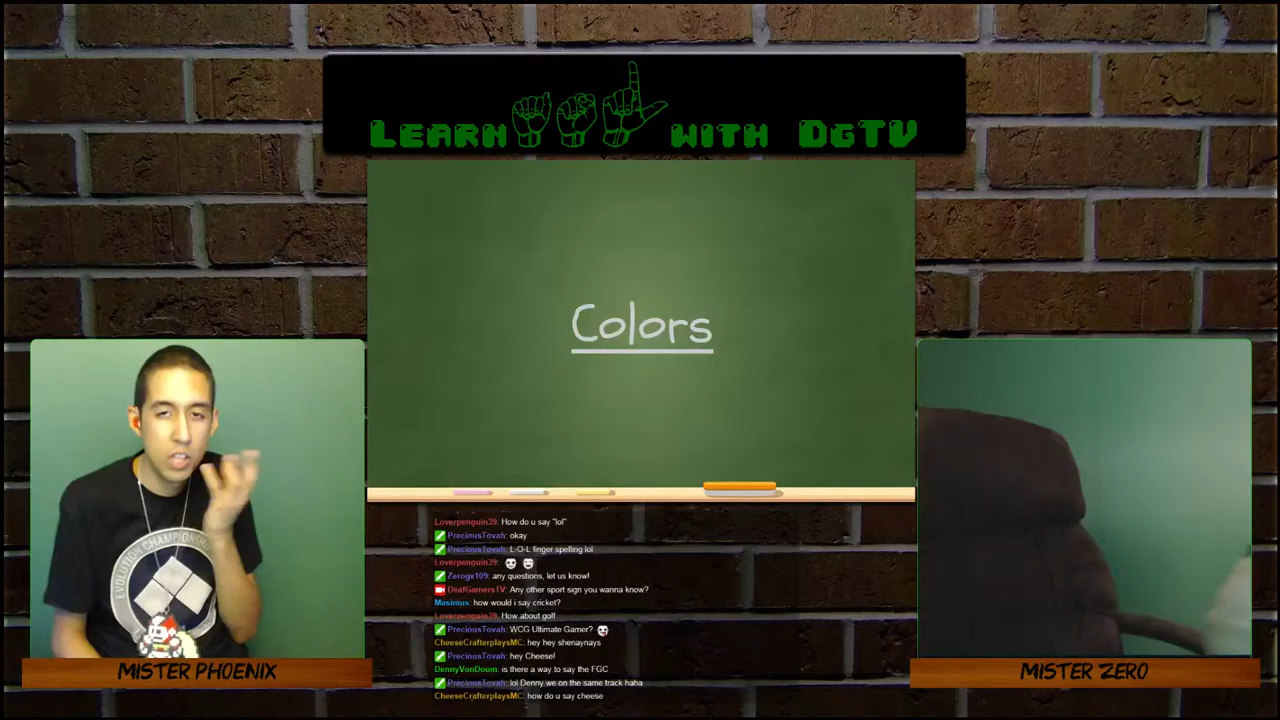 Learn with DgTV
Colors
EVOLUTION CHAMPIONSHIP
Loverpenguin39: How do u say "lol"
PreciousTovah: okay
PreciousTovah: L-O-L finger spelling lol
Loverpenguin39:
Zerogx109: any questions, let us know!
DeafGamersTV: Any other sport sign you wanna know?
Masimus: how would i say cricket?
Loverpenguin39: How about golf
PreciousTovah: WCG Ultimate Gamer?
CheeseCrafterplaysMC: hey hey shenaynays
PreciousTovah: hey Cheese!
DennyVonDoom: is there a way to say the FGC
PreciousTovah: lol Denny we on the same track haha
CheeseCrafterplaysMC: how do u say cheese
MISTER PHOENIX
MISTER ZERO